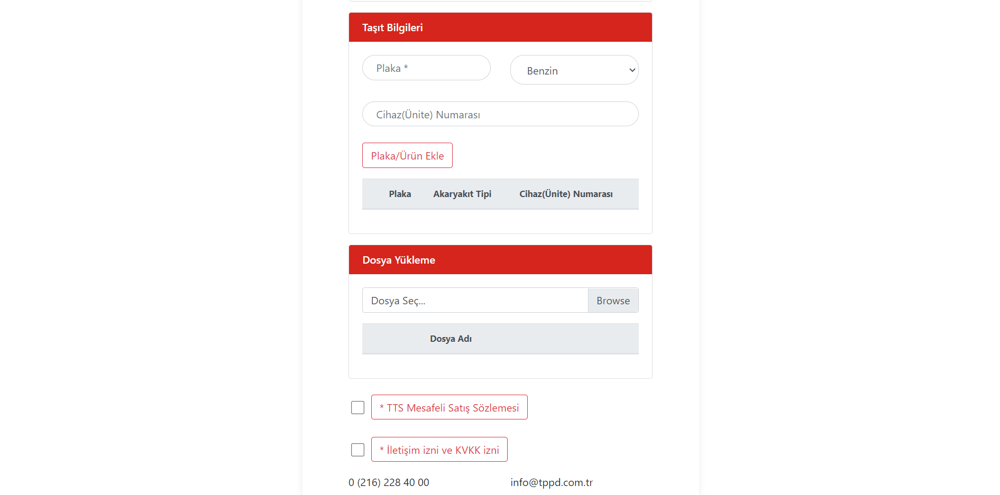 Taşıt Bilgileri
Plaka *
Benzin
Cihaz(Ünite) Numarası
Plaka/Ürün Ekle
Plaka Akaryakıt Tipi Cihaz(Ünite) Numarası
Dosya Yükleme
Dosya Seç... Browse
Dosya Adı
* TTS Mesafeli Satış Sözlemesi
* İletişim izni ve KVKK izni
0 (216) 228 40 00 info@tppd.com.tr